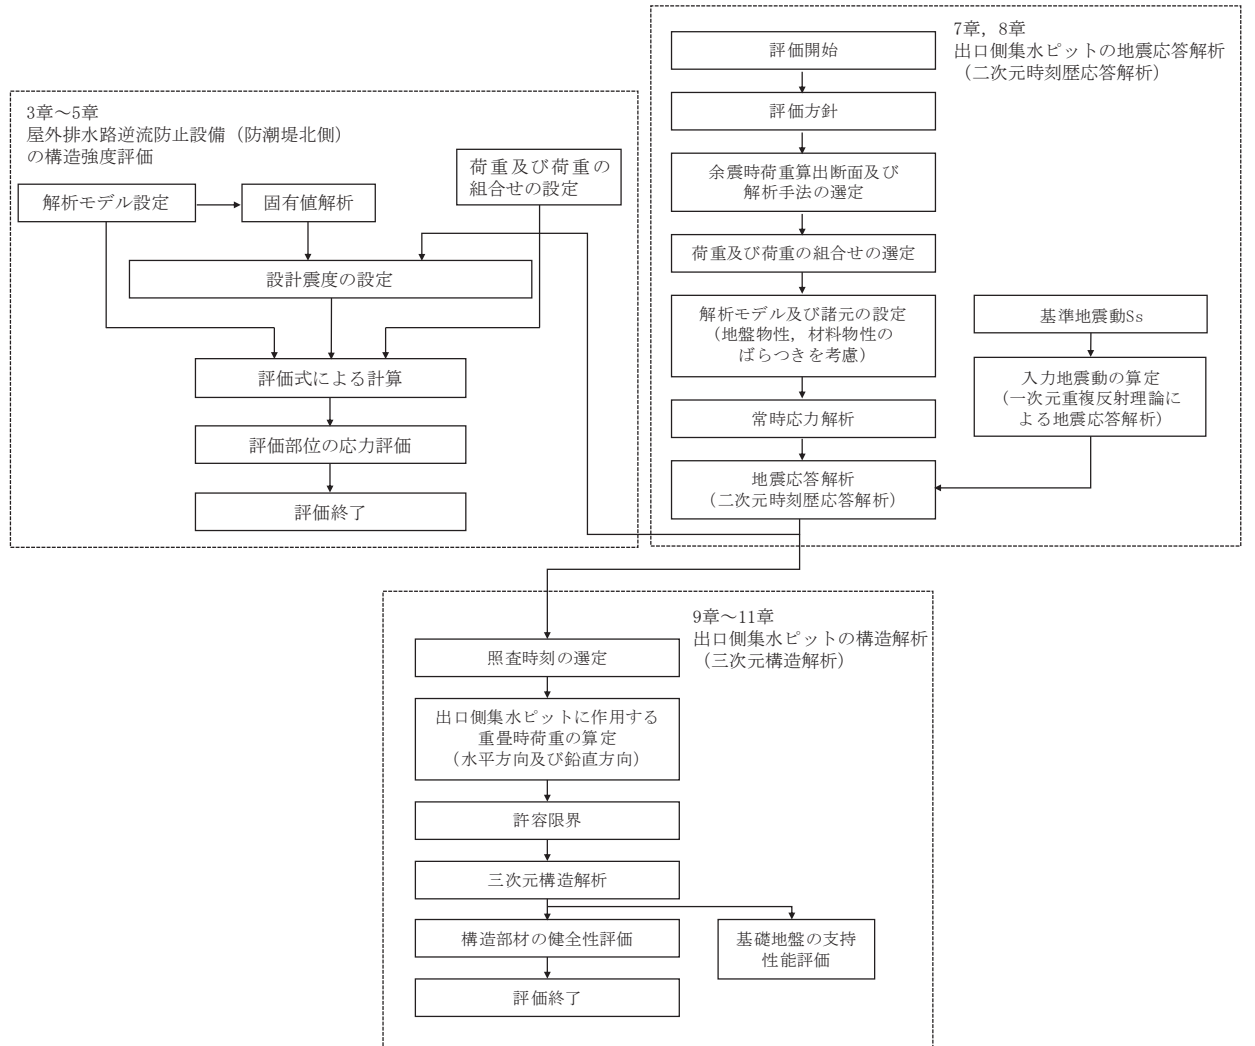 7章，8章
出口側集水ピットの地震応答解析
（二次元時刻歴応答解析）
評価開始
評価方針
余震時荷重算出断面及び
解析手法の選定
荷重及び荷重の組合せの選定
解析モデル及び諸元の設定
（地盤物性，材料物性の
ばらつきを考慮）
常時応力解析
地震応答解析
（二次元時刻歴応答解析）
基準地震動Ss
入力地震動の算定
（一次元重複反射理論に
よる地震応答解析）
3章～5章
屋外排水路逆流防止設備（防潮堤北側）
の構造強度評価
荷重及び荷重の
組合せの設定
解析モデル設定
固有値解析
設計震度の設定
評価式による計算
評価部位の応力評価
評価終了
9章～11章
出口側集水ピットの構造解析
（三次元構造解析）
照査時刻の選定
出口側集水ピットに作用する
重畳時荷重の算定
（水平方向及び鉛直方向）
許容限界
三次元構造解析
構造部材の健全性評価
基礎地盤の支持
性能評価
評価終了